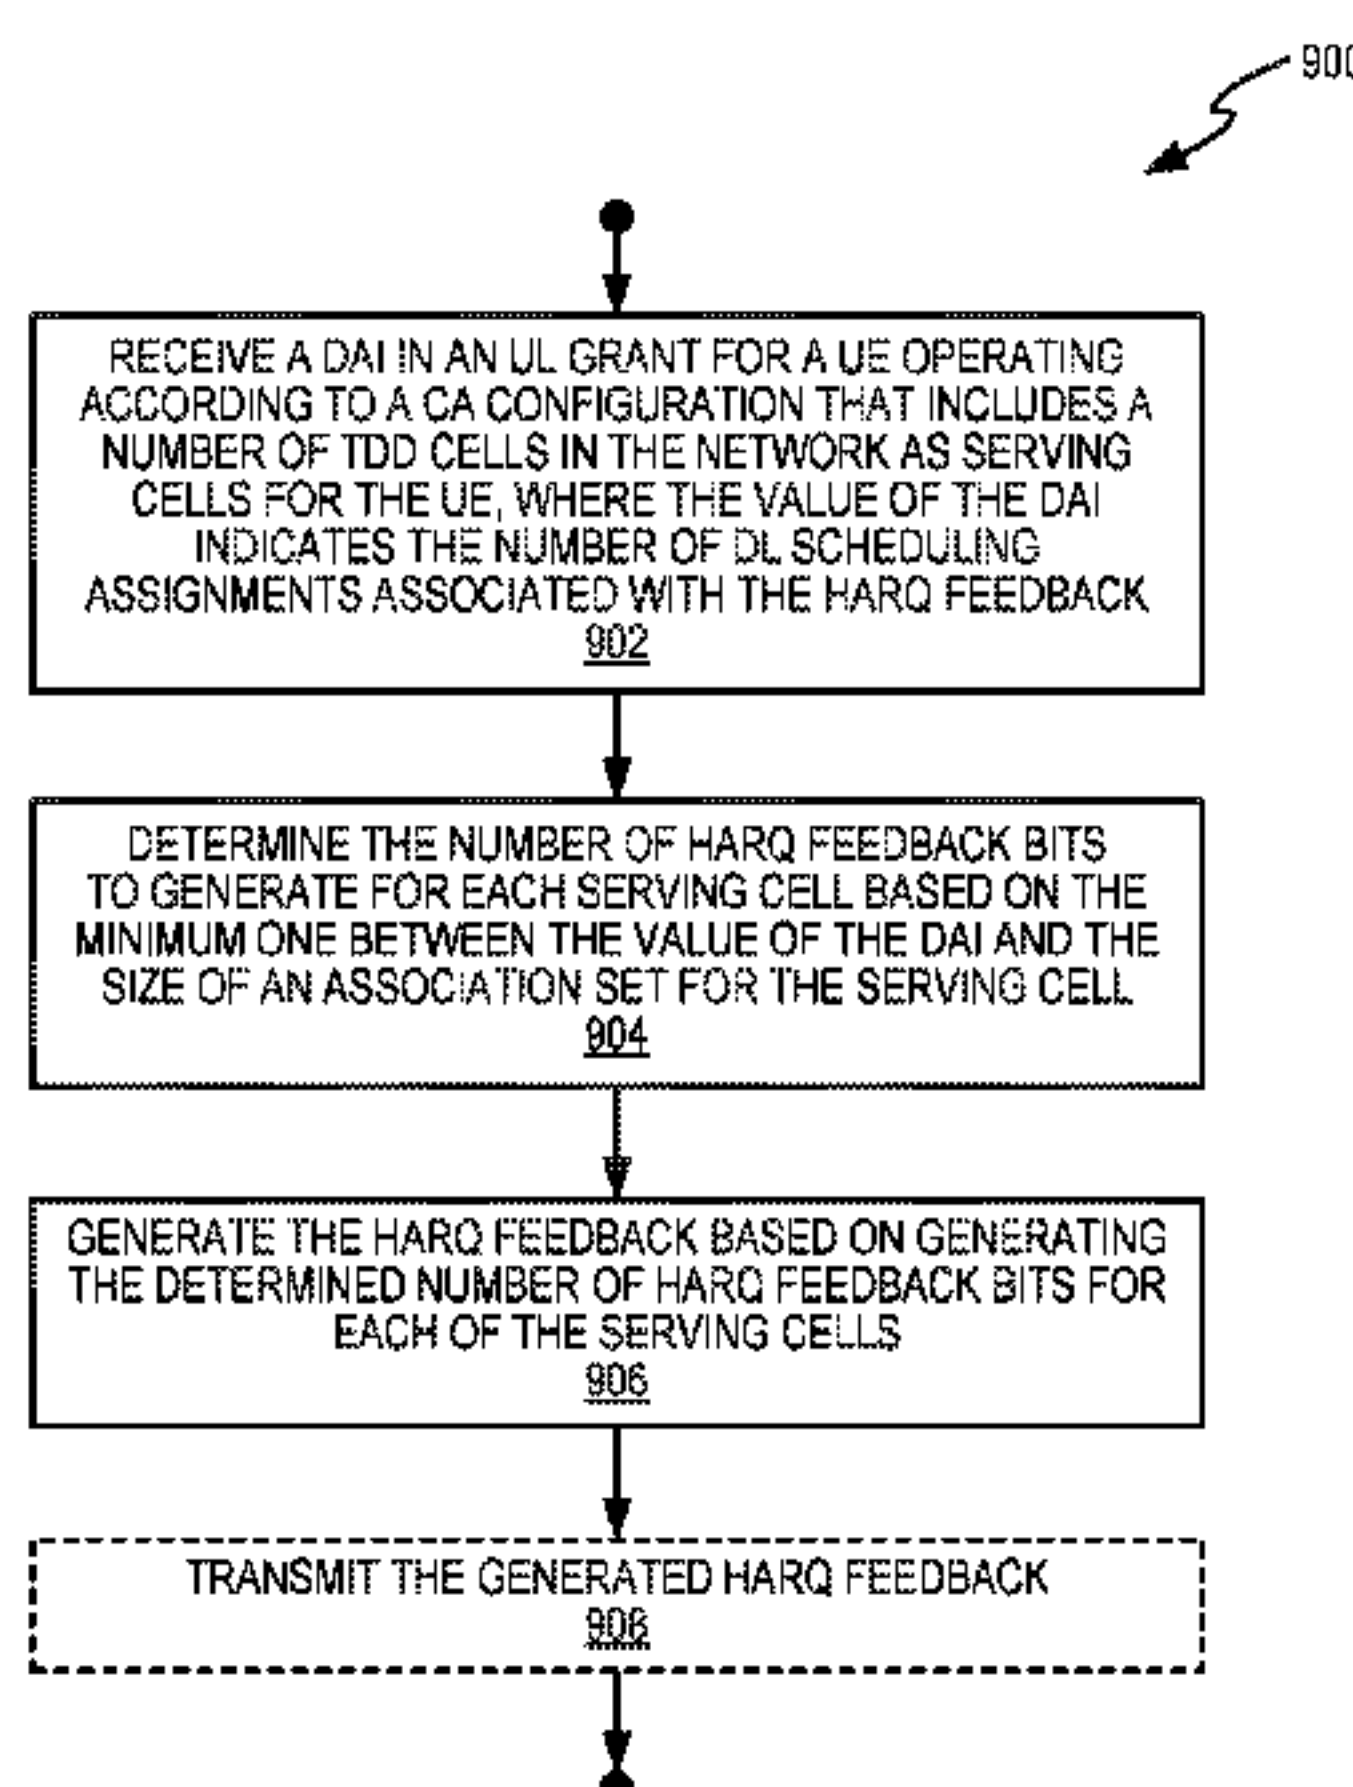 900
RECEIVE A DAI IN AN UL GRANT FOR A UE OPERATING
ACCORDING TO A CA CONFIGURATION THAT INCLUDES A
NUMBER OF TDD CELLS IN THE NETWORK AS SERVING
CELLS FOR THE UE, WHERE THE VALUE OF THE DAI
INDICATES THE NUMBER OF DL SCHEDULING
ASSIGNMENTS ASSOCIATED WITH THE HARQ FEEDBACK
902
DETERMINE THE NUMBER OF HARQ FEEDBACK BITS
TO GENERATE FOR EACH SERVING CELL BASED ON THE
MINIMUM ONE BETWEEN THE VALUE OF THE DAI AND THE
SIZE OF AN ASSOCIATION SET FOR THE SERVING CELL
904
GENERATE THE HARQ FEEDBACK BASED ON GENERATING
THE DETERMINED NUMBER OF HARQ FEEDBACK BITS FOR
EACH OF THE SERVING CELLS
906
TRANSMIT THE GENERATED HARQ FEEDBACK
908